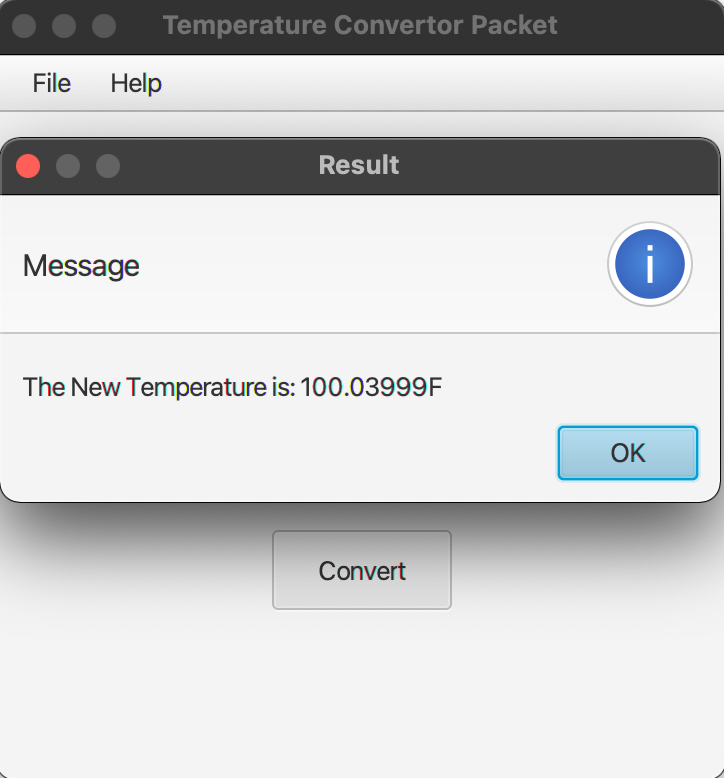 Temperature Convertor Packet
File Help
Result
Message
i
The New Temperature is: 100.03999F
OK
Convert